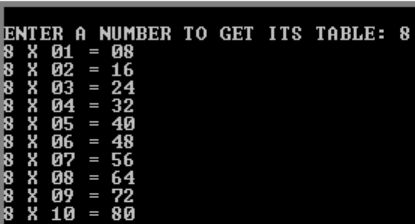 ENTER A NUMBER TO GET ITS TABLE: 8
8 X 01 = 08
8 X 02 = 16
8 X 03 = 24
8 X 04 = 32
8 X 05 = 40
8 X 06 = 48
8 X 07 = 56
8 X 08 = 64
8 X 09 = 72
8 X 10 = 80